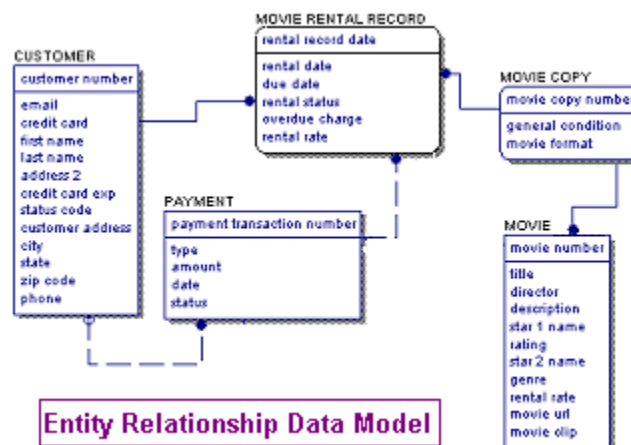 MOVIE RENTAL RECORD
rental record date
rental date
due date
rental status
overdue charge
rental rate
CUSTOMER
customer number
email
credit card
first name
last name
address 2
credit card exp
status code
customer address
city
state
zip code
phone
MOVIE COPY
movie copy number
general condition
movie format
PAYMENT
payment transaction number
type
amount
date
status
MOVIE
movie number
title
director
description
star 1 name
rating
star 2 name
genre
rental rate
movie url
movie clip
Entity Relationship Data Model